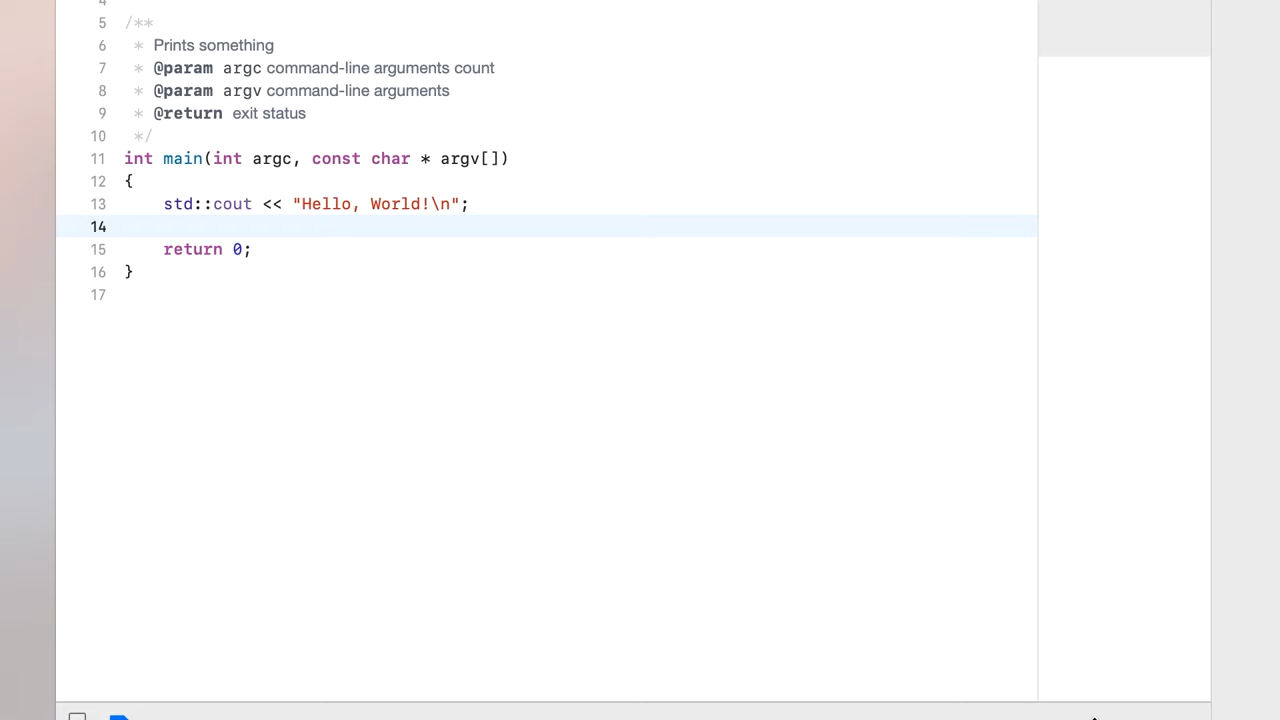 4
5 /**
6 * Prints something
7 * @param argc command-line arguments count
8 * @param argv command-line arguments
9 * @return exit status
10 */
11 int main(int argc, const char * argv[])
12 {
13 std::cout << "Hello, World!\n";
14
15 return 0;
16 }
17